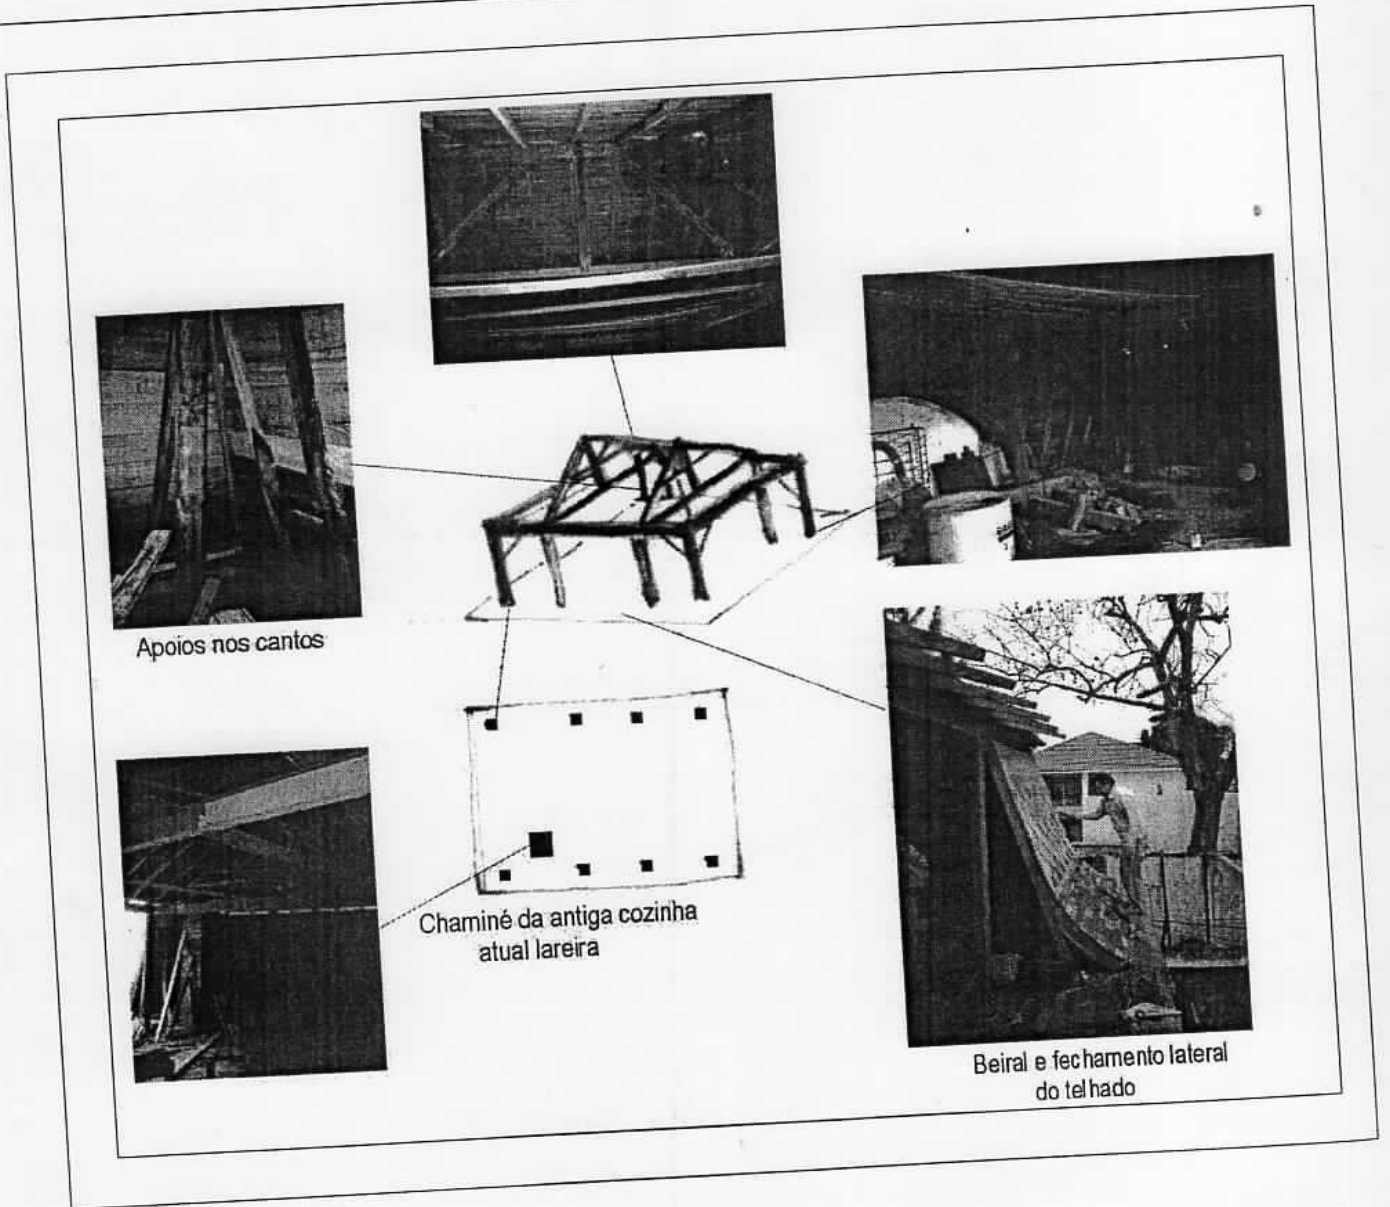 Apoios nos cantos
Chaminé da antiga cozinha
atual lareira
Beiral e fechamento lateral
do telhado